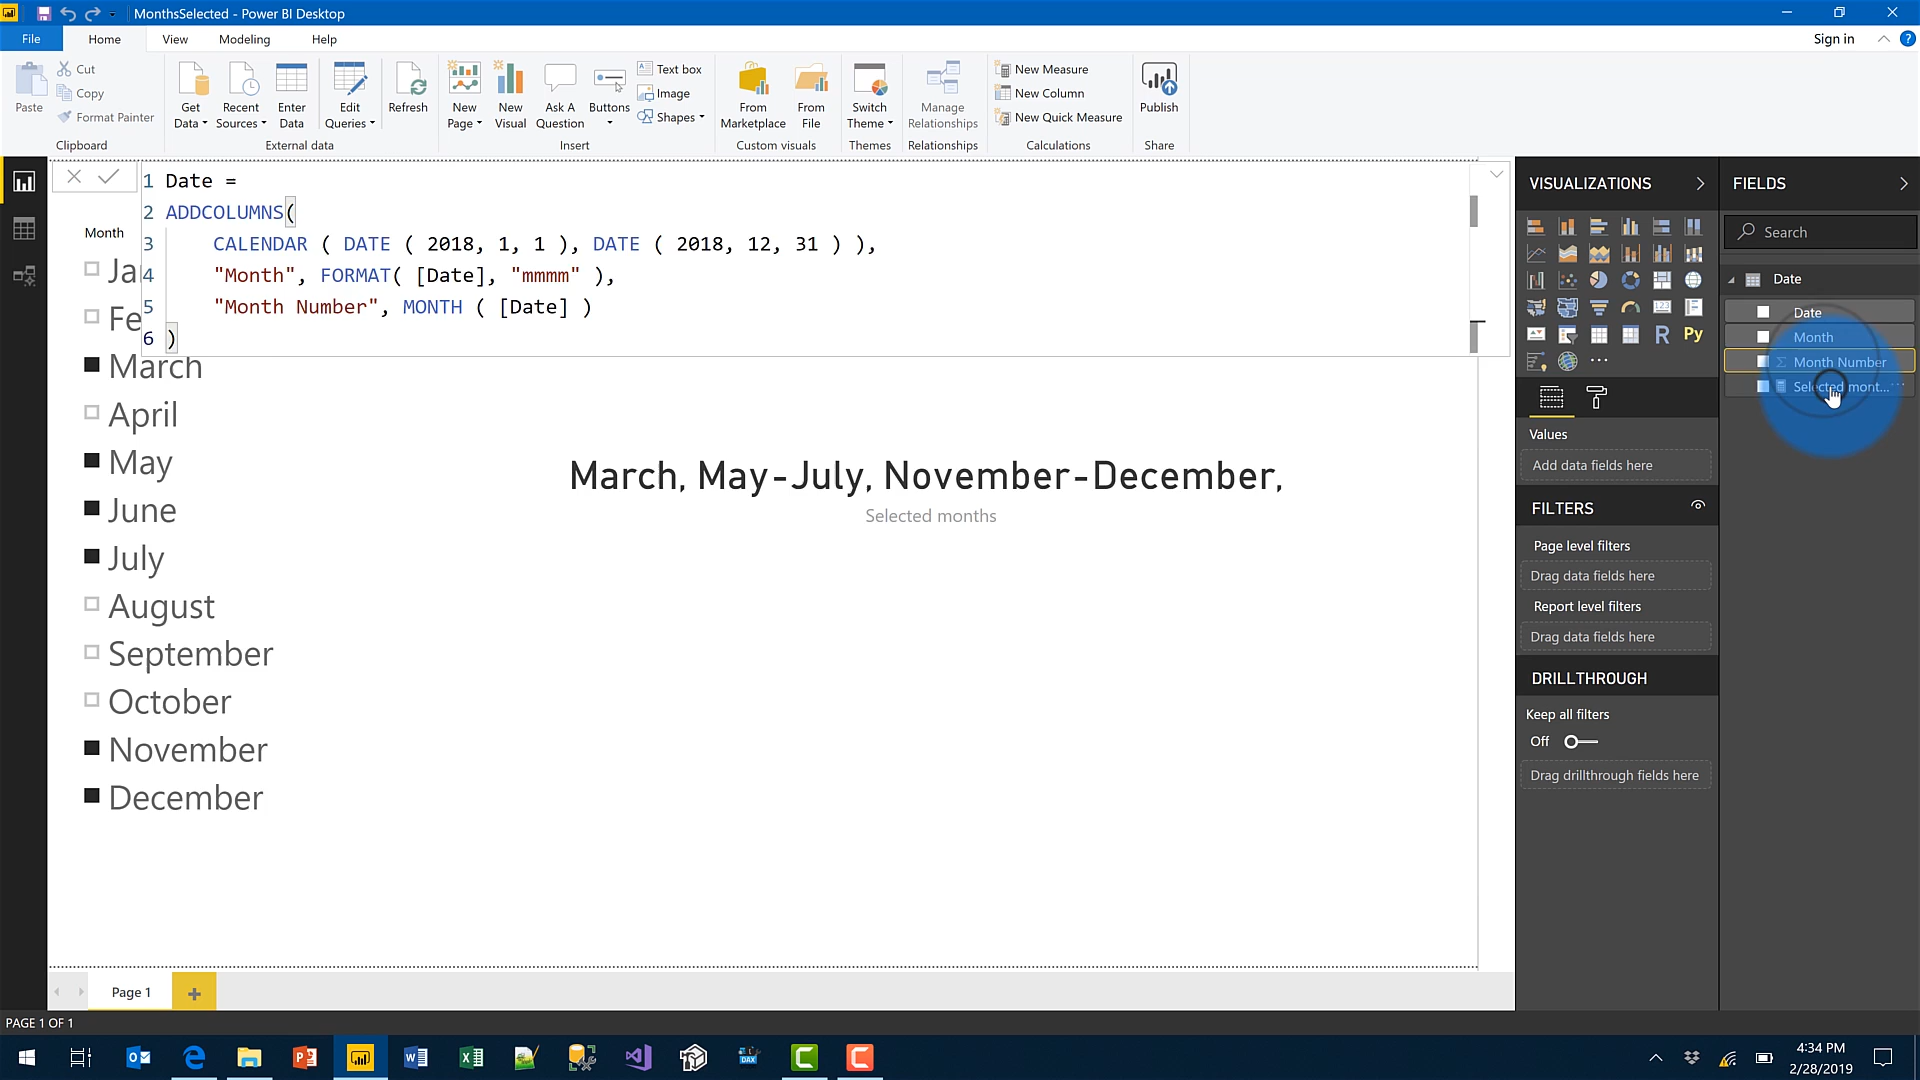 MonthsSelected - Power BI Desktop
File
Home
View
Modeling
Help
Sign in
?
Paste
Cut
Copy
Format Painter
Clipboard
Get Data
Recent Sources
Enter Data
Edit Queries
Refresh
External data
New Page
New Visual
Ask A Question
Buttons
Text box
Image
Shapes
Insert
From Marketplace
From File
Custom visuals
Switch Theme
Themes
Manage Relationships
Relationships
New Measure
New Column
New Quick Measure
Calculations
Publish
Share
1 Date =
2 ADDCOLUMNS(
3 CALENDAR ( DATE ( 2018, 1, 1 ), DATE ( 2018, 12, 31 ) ),
4 "Month", FORMAT( [Date], "mmmm" ),
5 "Month Number", MONTH ( [Date] )
6 )
Month
Ja
Fe
March
April
May
June
July
August
September
October
November
December
March, May-July, November-December,
Selected months
VISUALIZATIONS
R
Py
Values
Add data fields here
FILTERS
Page level filters
Drag data fields here
Report level filters
Drag data fields here
DRILLTHROUGH
Keep all filters
Off
Drag drillthrough fields here
FIELDS
Search
Date
Date
Month
Σ Month Number
Selected mont...
Page 1
PAGE 1 OF 1
4:34 PM
2/28/2019